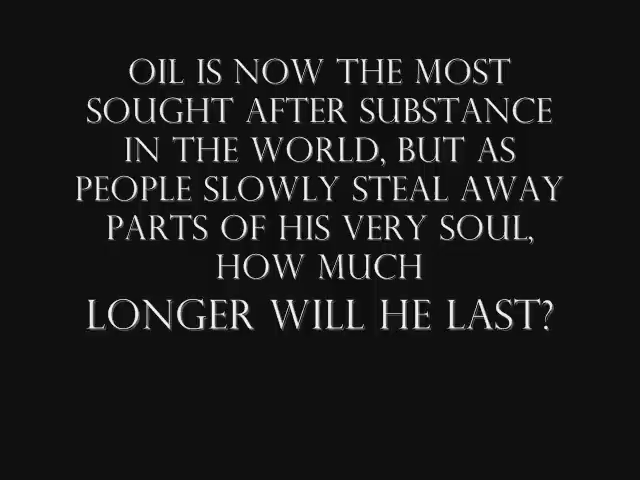 OIL IS NOW THE MOST
SOUGHT AFTER SUBSTANCE
IN THE WORLD, BUT AS
PEOPLE SLOWLY STEAL AWAY
PARTS OF HIS VERY SOUL,
HOW MUCH
LONGER WILL HE LAST?